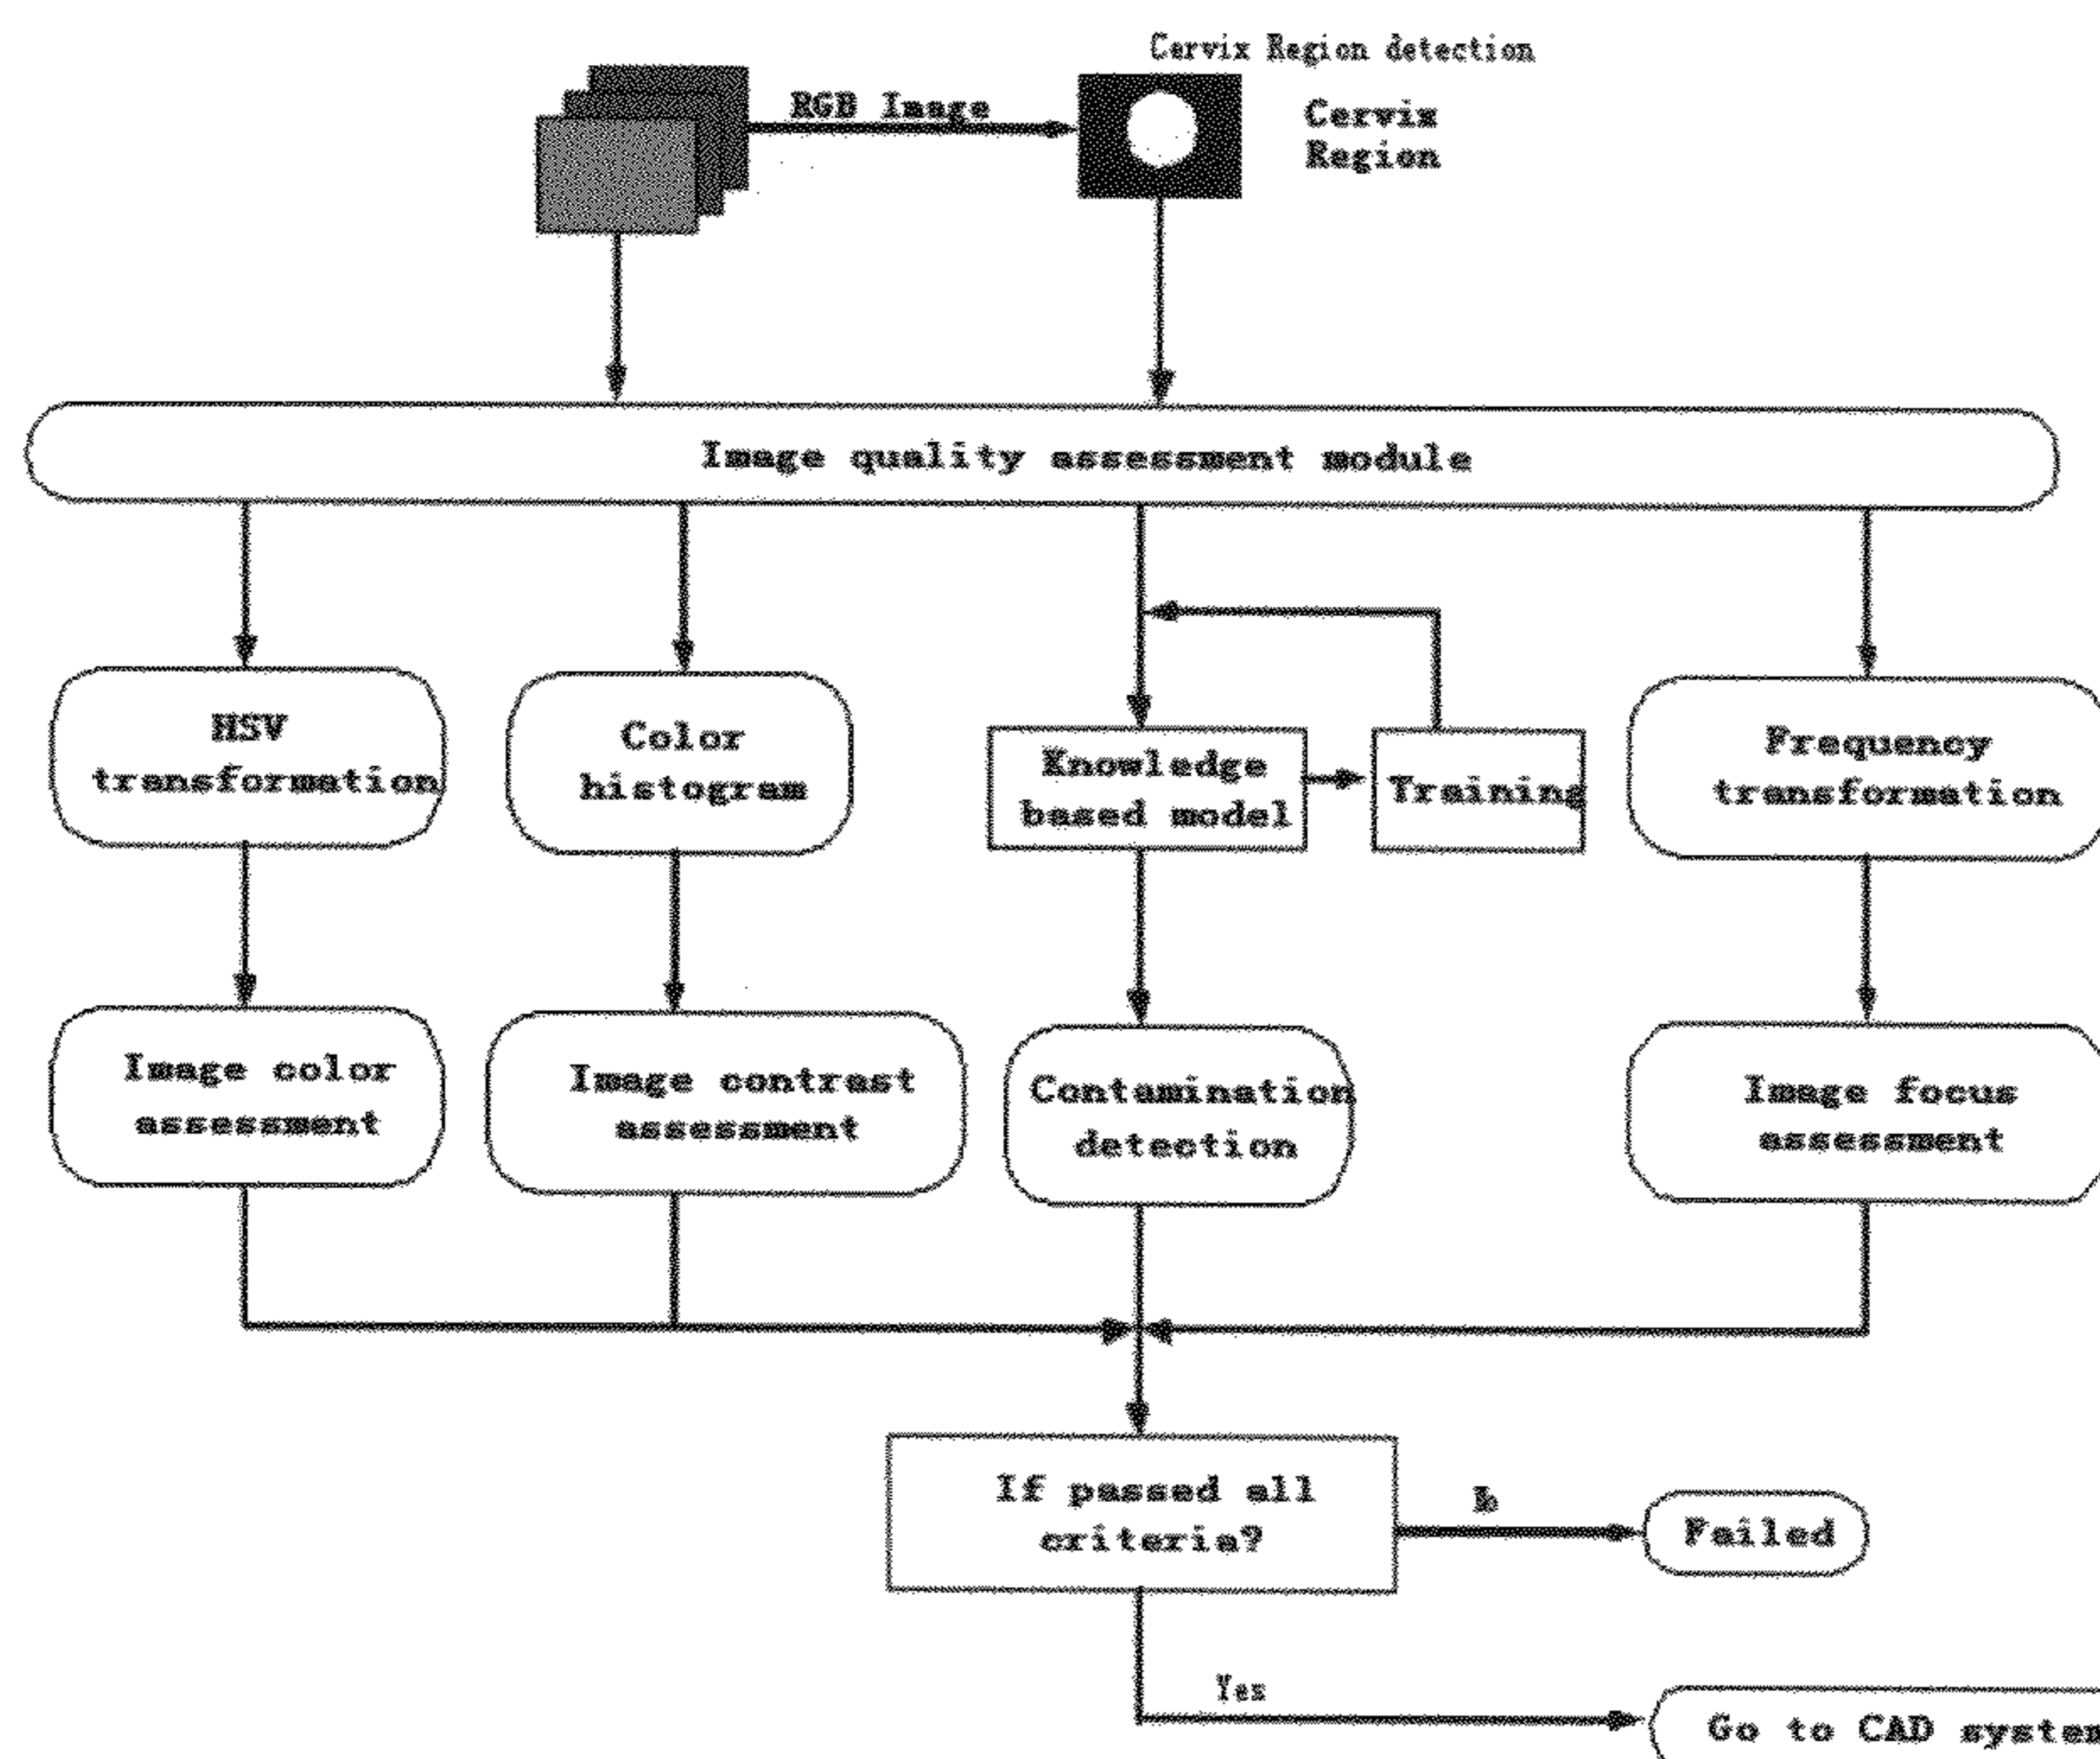 Cervix Region detection
RGB Image
Cervix
Region
Image quality assessment module
HSV
transformation
Color
histogram
Knowledge
based model
Training
Frequency
transformation
Image color
assessment
Image contrast
assessment
Contamination
detection
Image focus
assessment
If passed all
criteria?
Failed
Yes
Go to CAD system